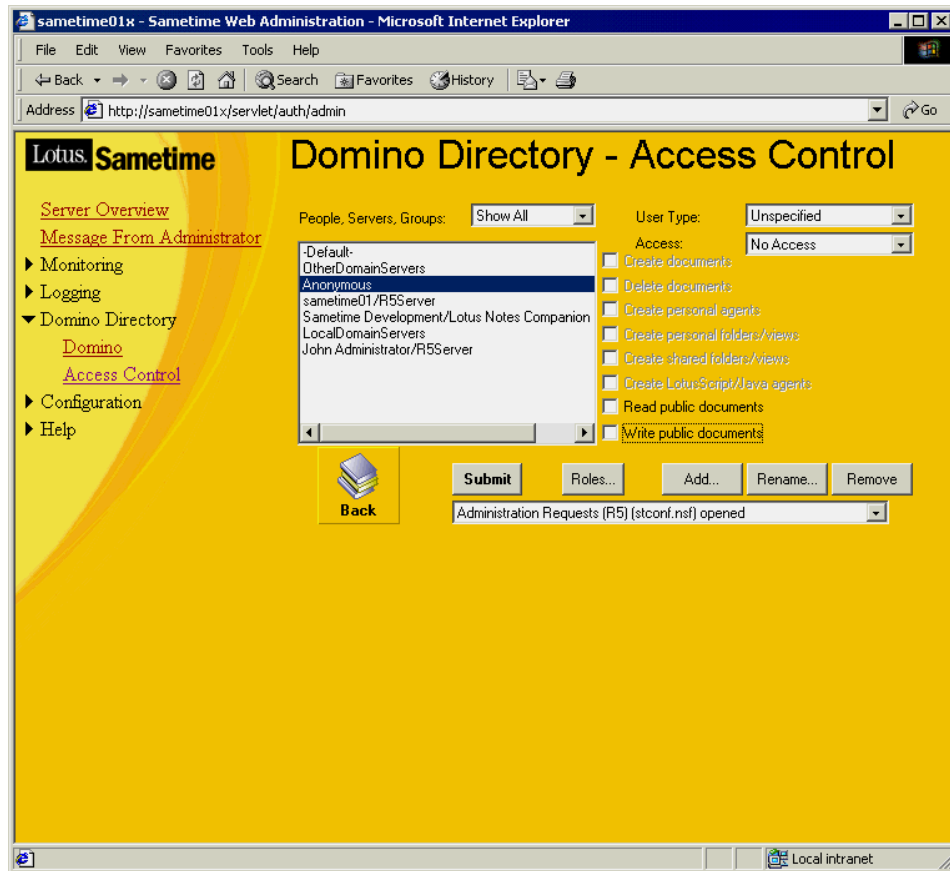 sametime01x - Sametime Web Administration - Microsoft Internet Explorer
File Edit View Favorites Tools Help
Back Search Favorites History
Address http://sametime01x/servlet/auth/admin Go
Lotus. Sametime
Domino Directory - Access Control
Server Overview
Message From Administrator
Monitoring
Logging
Domino Directory
Domino
Access Control
Configuration
Help
People, Servers, Groups: Show All
User Type: Unspecified
Access: No Access
-Default-
OtherDomainServers
Anonymous
sametime01/R5Server
Sametime Development/Lotus Notes Companion
LocalDomainServers
John Administrator/R5Server
Create documents
Delete documents
Create personal agents
Create personal folders/views
Create shared folders/views
Create LotusScript/Java agents
Read public documents
Write public documents
Back
Submit Roles... Add... Rename... Remove
Administration Requests (R5) (stconf.nsf) opened
Local intranet